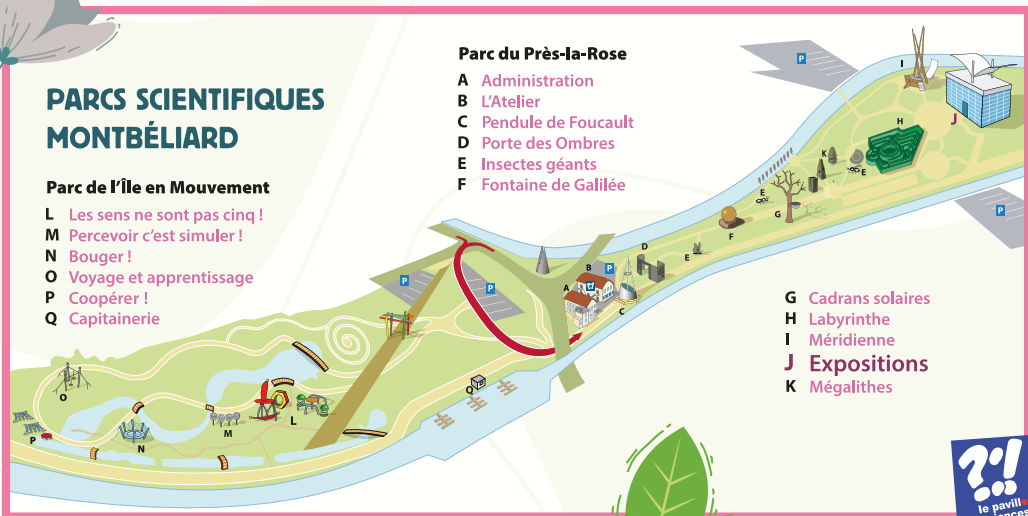 PARCS SCIENTIFIQUES
MONTBÉLIARD
Parc de l'Île en Mouvement
L Les sens ne sont pas cinq !
M Percevoir c'est simuler !
N Bouger !
O Voyage et apprentissage
P Coopérer !
Q Capitainerie
Parc du Près-la-Rose
A Administration
B L'Atelier
C Pendule de Foucault
D Porte des Ombres
E Insectes géants
F Fontaine de Galilée
G Cadrans solaires
H Labyrinthe
I Méridienne
J Expositions
K Mégalithes
P
I
J
H
K
E
E
P
G
F
D
E
B
P
A
C
P
P
Q
O
P
N
M
L
?!
le pavill